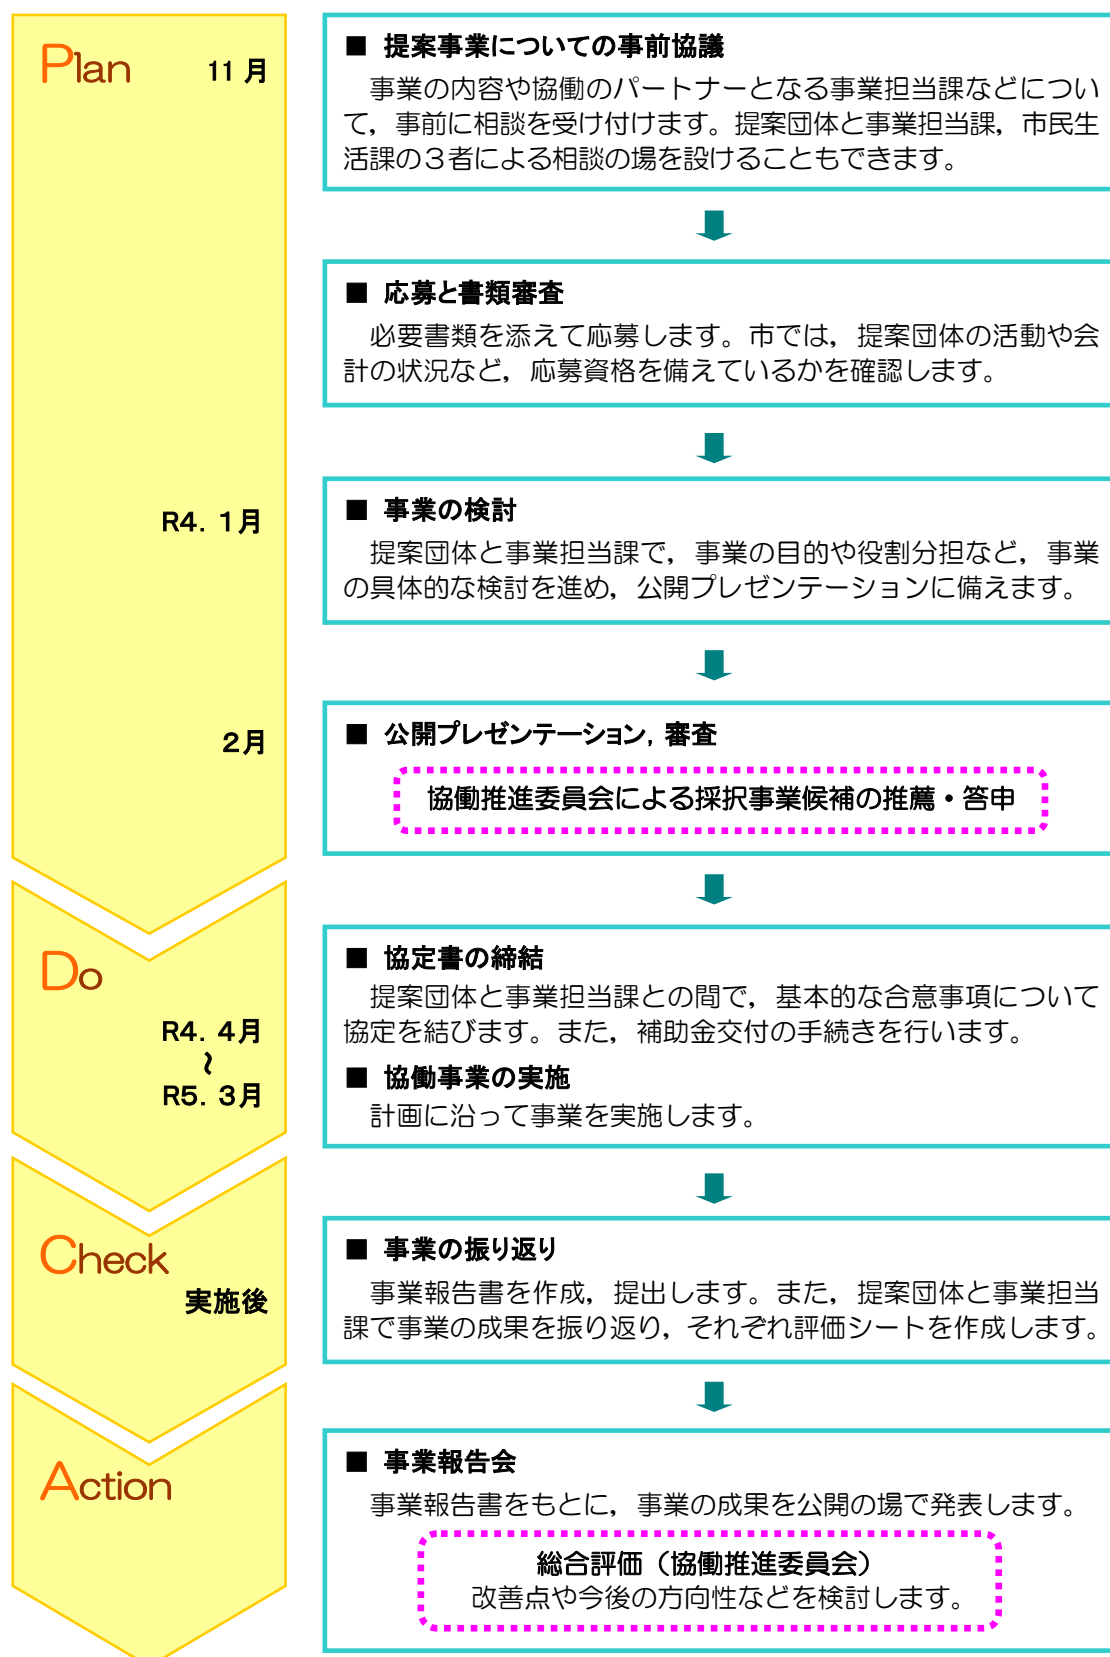 Plan 11月
■ 提案事業についての事前協議
事業の内容や協働のパートナーとなる事業担当課などについ
て，事前に相談を受け付けます。提案団体と事業担当課，市民生
活課の３者による相談の場を設けることもできます。
■ 応募と書類審査
必要書類を添えて応募します。市では，提案団体の活動や会
計の状況など，応募資格を備えているかを確認します。
R4．1月
■ 事業の検討
提案団体と事業担当課で，事業の目的や役割分担など，事業
の具体的な検討を進め，公開プレゼンテーションに備えます。
2月
■ 公開プレゼンテーション，審査
協働推進委員会による採択事業候補の推薦・答申
Do
R4．4月
～
R5．3月
■ 協定書の締結
提案団体と事業担当課との間で，基本的な合意事項について
協定を結びます。また，補助金交付の手続きを行います。
■ 協働事業の実施
計画に沿って事業を実施します。
Check
実施後
■ 事業の振り返り
事業報告書を作成，提出します。また，提案団体と事業担当
課で事業の成果を振り返り，それぞれ評価シートを作成します。
Action
■ 事業報告会
事業報告書をもとに，事業の成果を公開の場で発表します。
総合評価（協働推進委員会）
改善点や今後の方向性などを検討します。